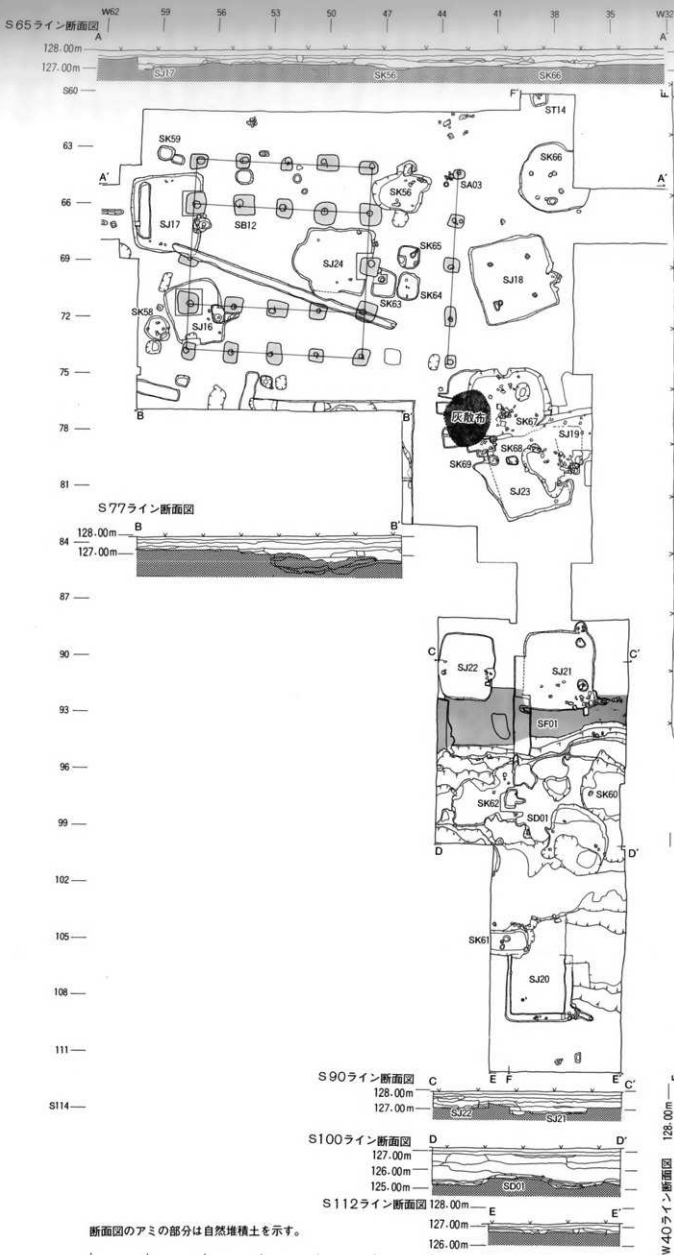 W62 59 56 53 50 47 44 41 38 35 W32
S65ライン断面図
A A'
128.00m
127.00m
SJ17 SK56 SK66
S60
F' F
ST14
63
SK59
SK66
A' SK56 SA03 A'
66
SJ17 SB12
SK65
69
SJ24 SJ18
SK64
SK63
72
SK58 SJ16
75
灰散布
B B' SK67
78
SJ19
SK68
SK69
81
SJ23
S77ライン断面図
B B'
128.00m
84
127.00m
87
90
C C'
SJ22 SJ21
93
SF01
96
SK62 SK60
SD01
99
D D'
102
105
SK61
SJ20
108
111
E F E'
S90ライン断面図 C C'
128.00m
S114
127.00m
SJ22 SJ21
S100ライン断面図 D D'
127.00m
126.00m
125.00m
SD01
S112ライン断面図 128.00m E E'
127.00m
126.00m
128.00m
W40ライン断面図
断面図のアミの部分は自然堆積土を示す。